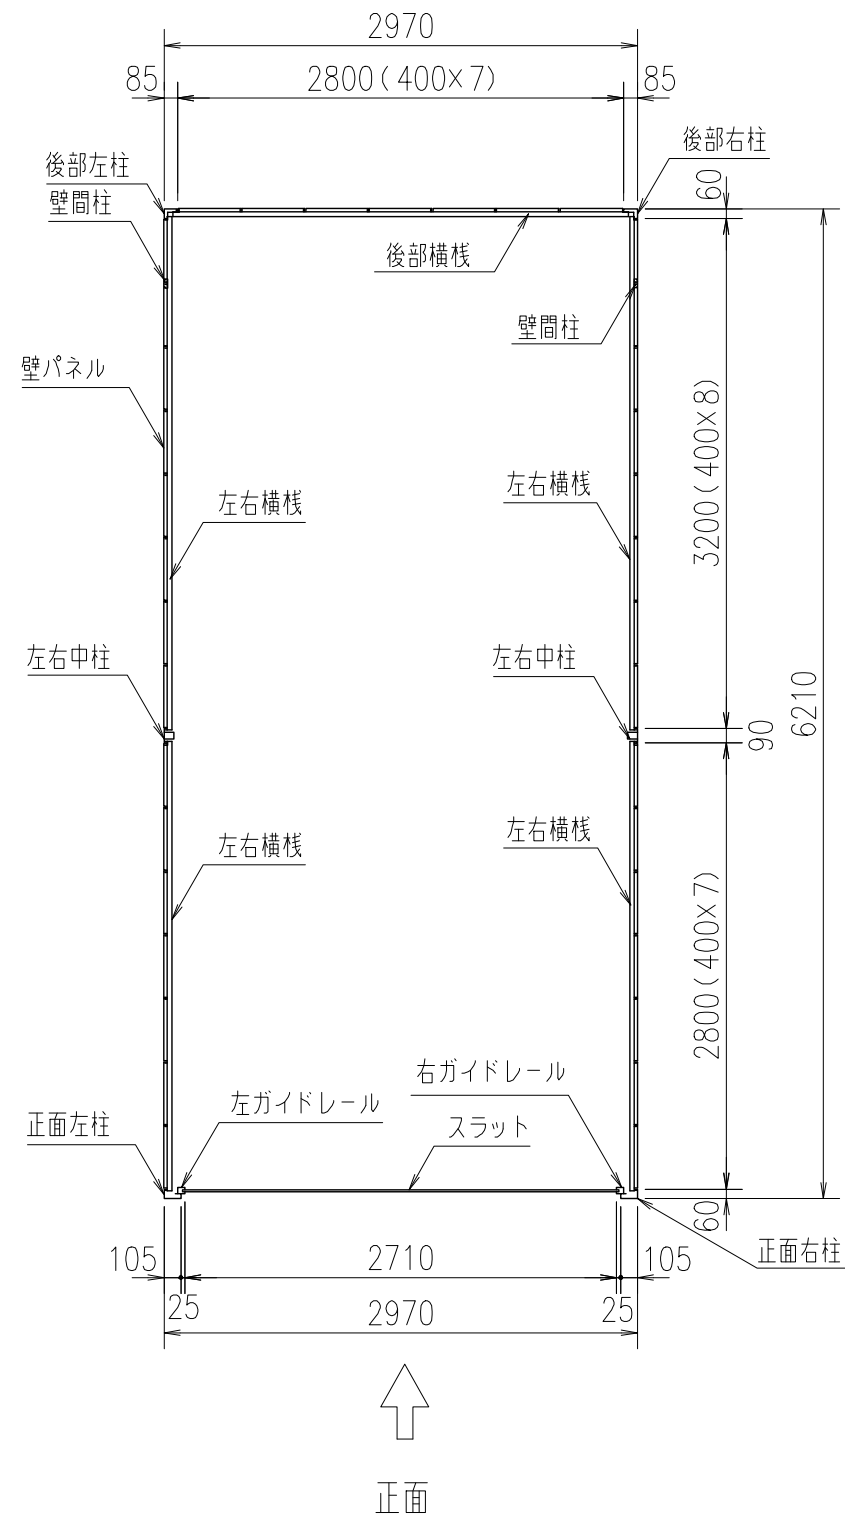 2970
85
2800(400×7)
85
後部右柱
後部左柱
60
壁間柱
後部横桟
壁間柱
壁パネル
3200(400×8)
左右横桟
左右横桟
左右中柱
左右中柱
6210
90
左右横桟
左右横桟
2800(400×7)
右ガイドレール
左ガイドレール
正面左柱
スラット
60
正面右柱
105
2710
105
25
25
2970
正面